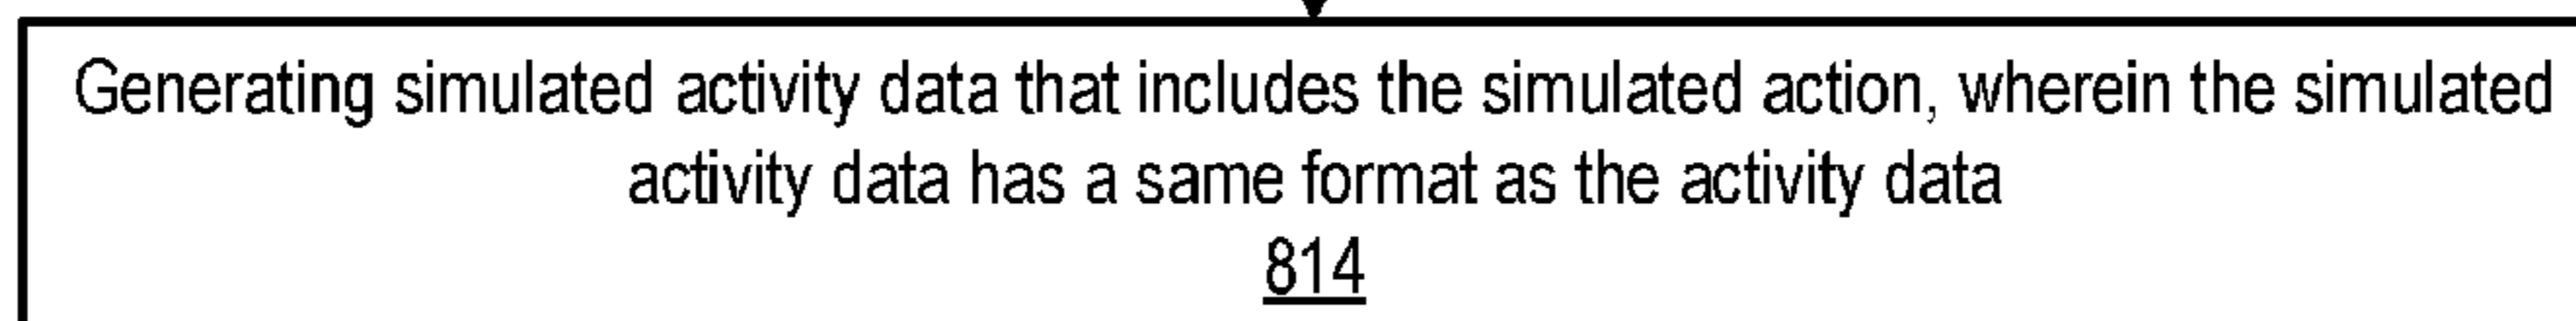 Generating simulated activity data that includes the simulated action, wherein the simulated
activity data has a same format as the activity data
814